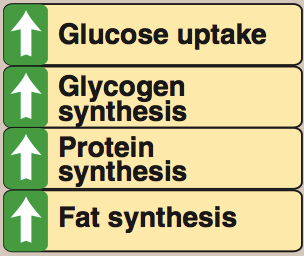 Glucose uptake
Glycogen
synthesis
Protein
synthesis
Fat synthesis